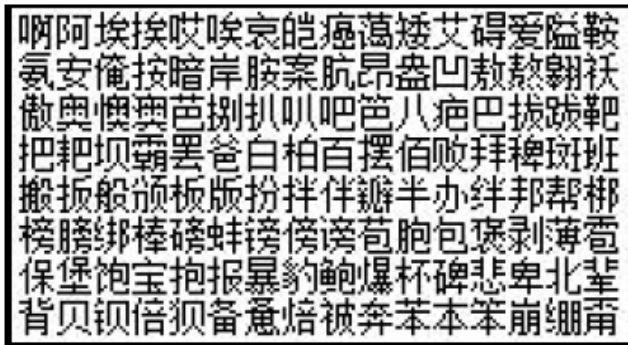 啊阿埃挨哎唉哀皑癌蔼矮艾碍爱隘鞍
氨安俺按暗岸胺案肮昂盎凹敖熬翱袄
傲奥懊澳芭捌扒叭吧笆八疤巴拔跋靶
把耙坝霸罢爸白柏百摆佰败拜稗斑班
搬扳般颁板版扮拌伴瓣半办绊邦帮梆
榜膀绑棒磅蚌镑傍谤苞胞包褒剥薄雹
保堡饱宝抱报暴豹鲍爆杯碑悲卑北辈
背贝钡倍狈备惫焙被奔苯本笨崩绷甭